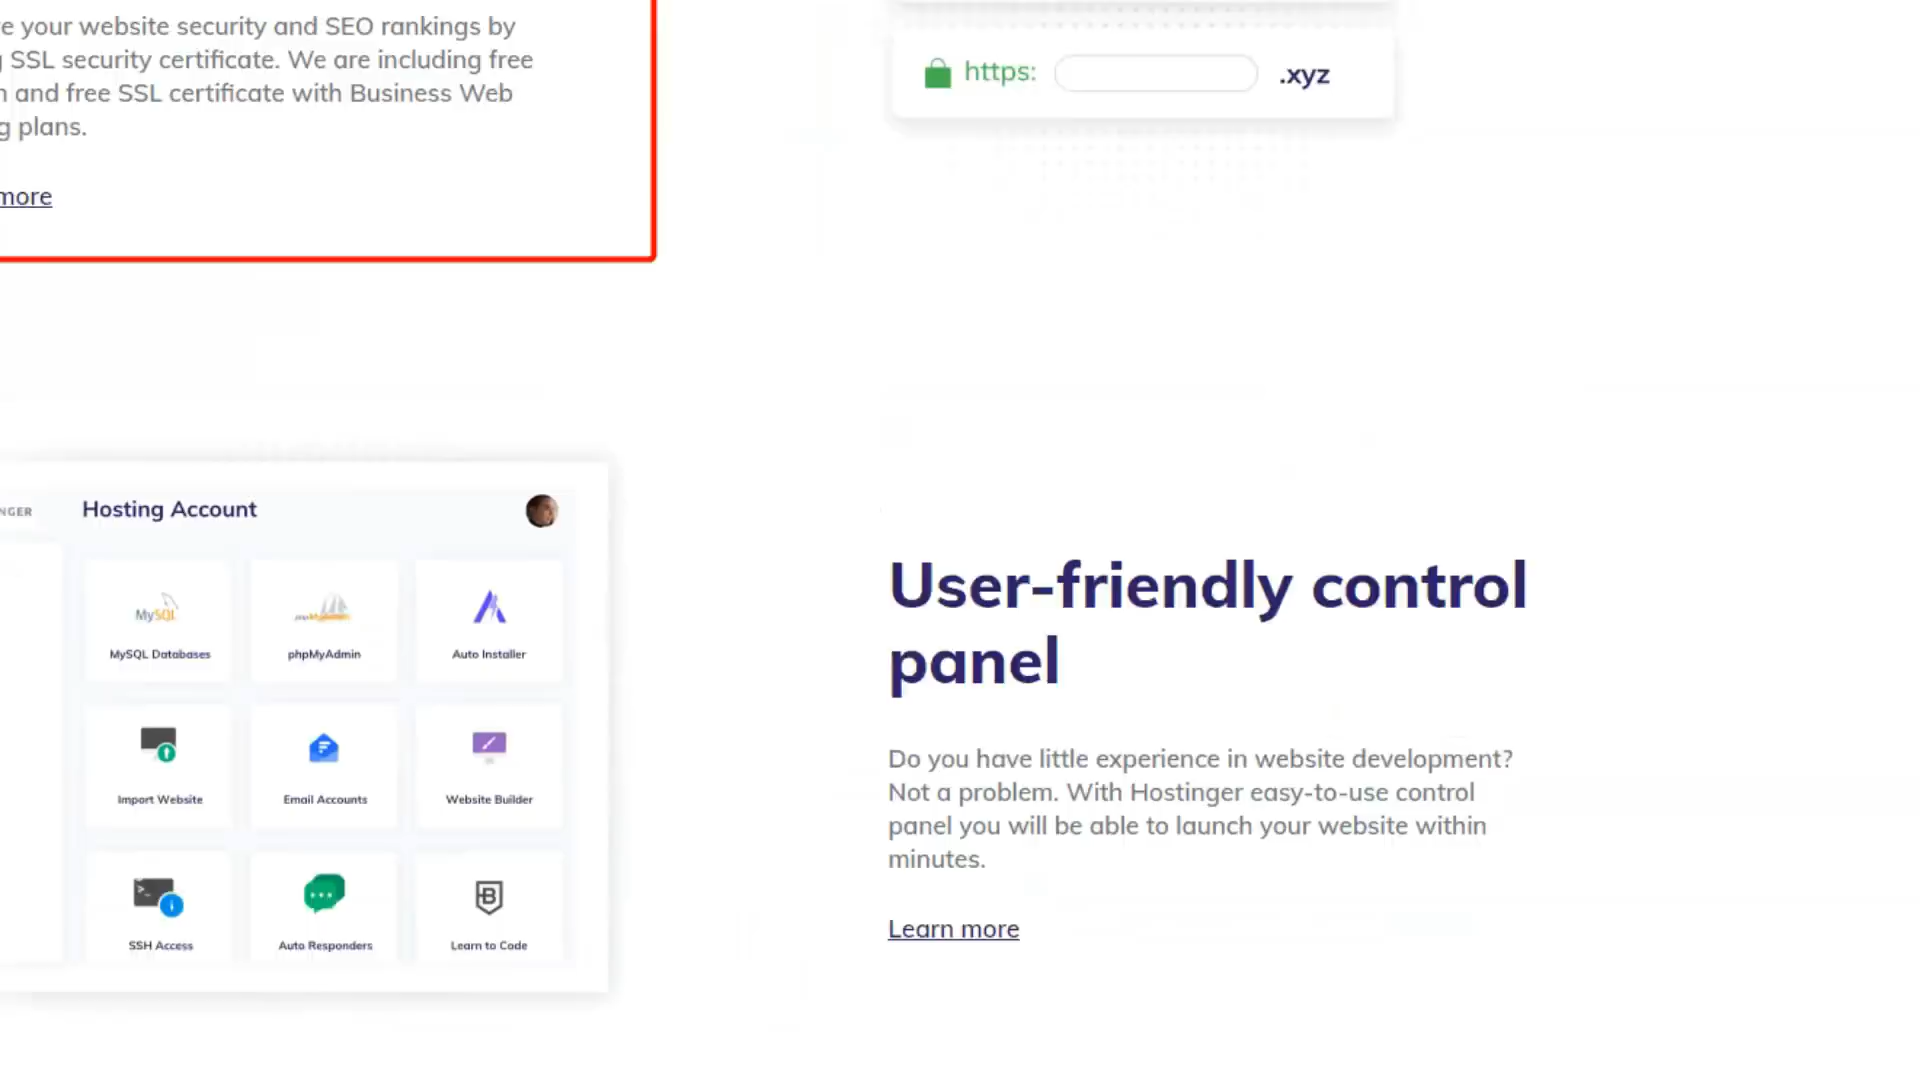 e your website security and SEO rankings by
SSL security certificate. We are including free
and free SSL certificate with Business Web
g plans.
more
https:
.xyz
NGER
Hosting Account
MySQL
MySQL Databases
phpMyAdmin
phpMyAdmin
Auto Installer
Import Website
Email Accounts
Website Builder
SSH Access
Auto Responders
B
Learn to Code
User-friendly control
panel
Do you have little experience in website development?
Not a problem. With Hostinger easy-to-use control
panel you will be able to launch your website within
minutes.
Learn more